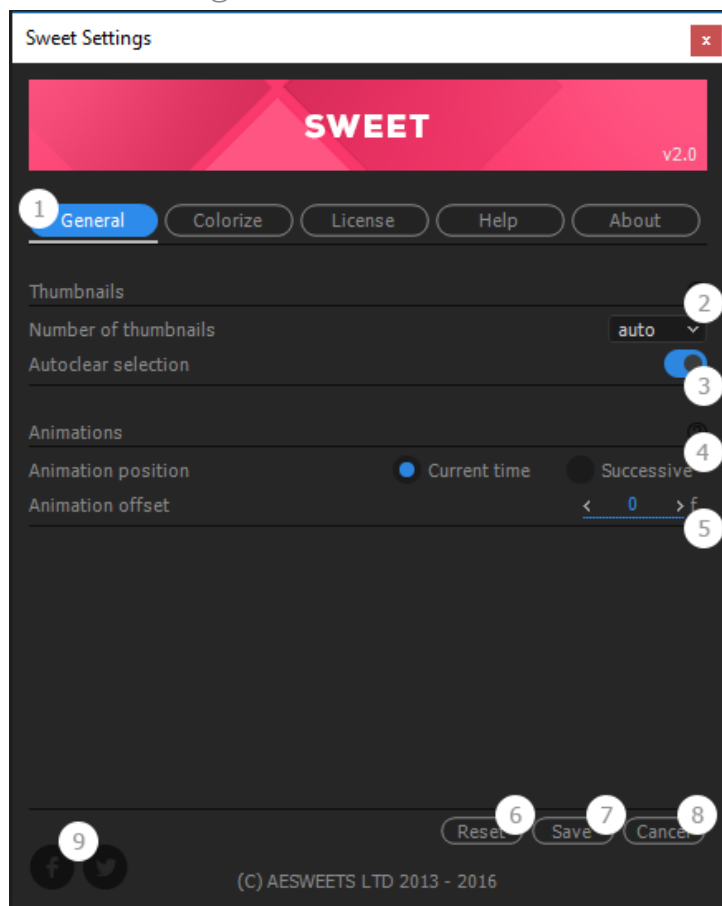 Sweet Settings x
SWEET
v2.0
1
General Colorize License Help About
Thumbnails
2
Number of thumbnails auto
Autoclear selection
3
Animations
4
Animation position Current time Successive
Animation offset < 0 > f
5
6 7 8
Reset Save Cancel
9
(C) AESWEETS LTD 2013 - 2016